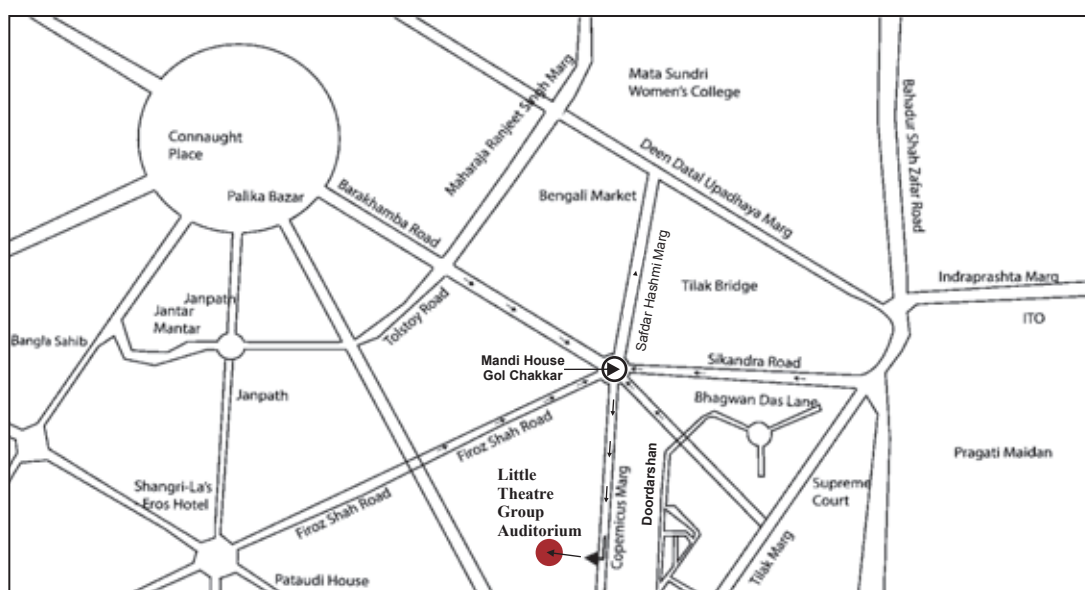 Mata Sundri
Women's College
Maharaja Ranjeet Singh Marg
Bahadur Shah Zafar Road
Connaught
Place
Deen Datal Upadhaya Marg
Palika Bazar
Barakhamba Road
Bengali Market
Safdar Hashmi Marg
Tilak Bridge
Indraprashta Marg
ITO
Janpath
Jantar
Mantar
Tolstoy Road
Bangla Sahib
Mandi House
Gol Chakkar
Sikandra Road
Janpath
Bhagwan Das Lane
Firoz Shah Road
Pragati Maidan
Doordarshan
Shangri-La's
Eros Hotel
Little
Theatre
Group
Auditorium
Copernicus Marg
Supreme
Court
Firoz Shah Road
Tilak Marg
Pataudi House